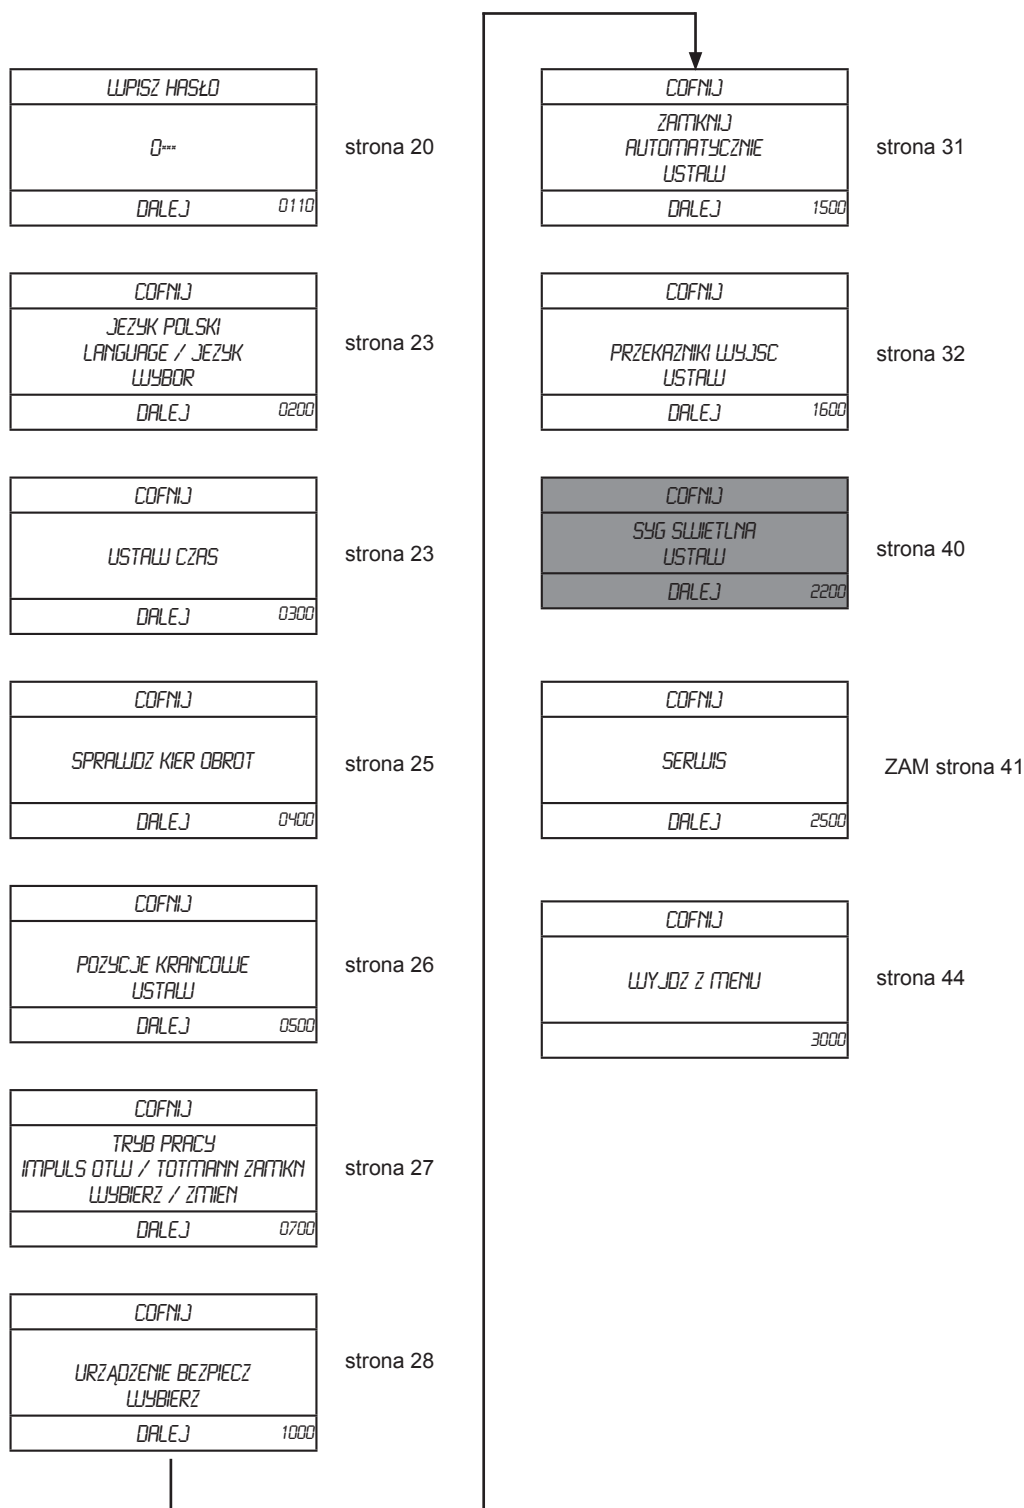 WPISZ HASŁO
0***
strona 20
DALEJ 0110
COFNIJ
JEZYK POLSKI
LANGUAGE / JEZYK
WYBOR
strona 23
DALEJ 0200
COFNIJ
USTAW CZAS
strona 23
DALEJ 0300
COFNIJ
SPRAWDZ KIER OBROT
strona 25
DALEJ 0400
COFNIJ
POZYCJE KRANCOWE
USTAW
strona 26
DALEJ 0500
COFNIJ
TRYB PRACY
IMPULS OTW / TOTMANN ZAMKN
WYBIERZ / ZMIEN
strona 27
DALEJ 0700
COFNIJ
URZĄDZENIE BEZPIECZ
WYBIERZ
strona 28
DALEJ 1000
COFNIJ
ZAMKNIJ
AUTOMATYCZNIE
USTAW
strona 31
DALEJ 1500
COFNIJ
PRZEKAZNIKI WYJSC
USTAW
strona 32
DALEJ 1600
COFNIJ
SYG SWIETLNA
USTAW
strona 40
DALEJ 2200
COFNIJ
SERWIS
ZAM strona 41
DALEJ 2500
COFNIJ
WYJDZ Z MENU
strona 44
3000